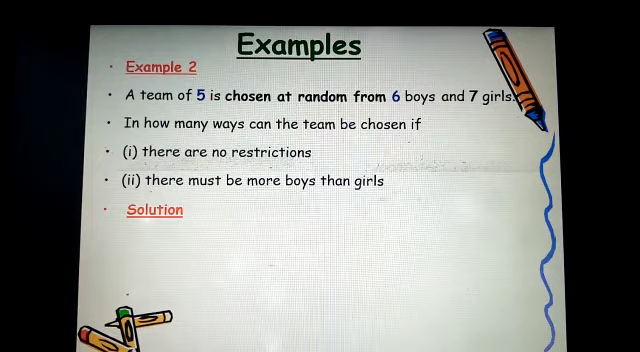 Examples
Example 2
A team of 5 is chosen at random from 6 boys and 7 girls.
In how many ways can the team be chosen if
(i) there are no restrictions
(ii) there must be more boys than girls
Solution